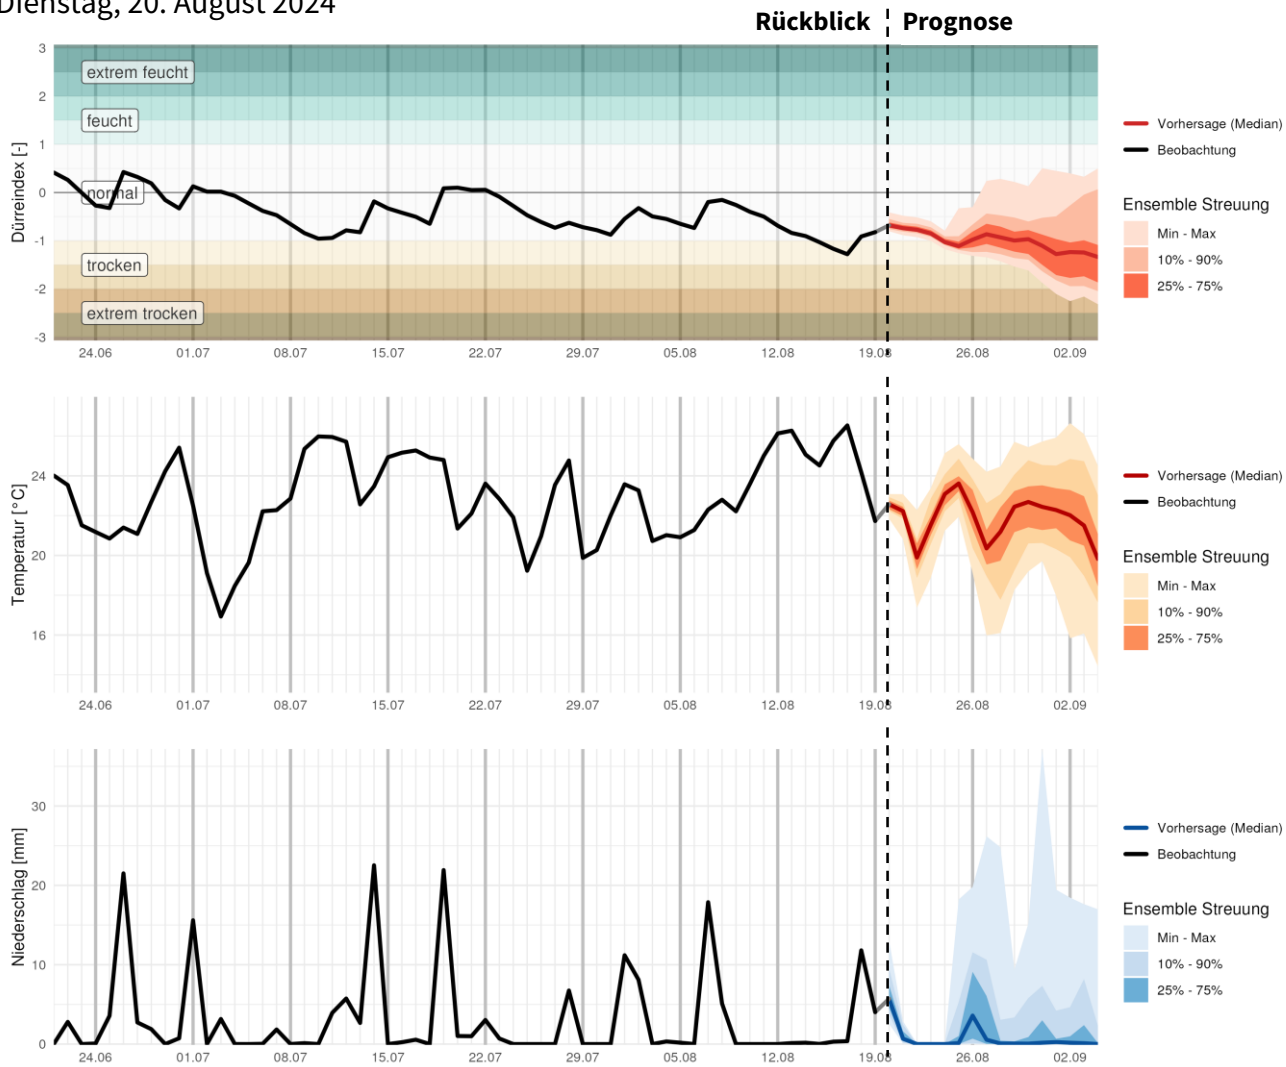 Dienstag, 20. August 2024
Rückblick Prognose
Dürreindex [-]
3
2
1
0
-1
-2
-3
extrem feucht
feucht
normal
trocken
extrem trocken
24.06 01.07 08.07 15.07 22.07 29.07 05.08 12.08 19.08 26.08 02.09
Vorhersage (Median)
Beobachtung
Ensemble Streuung
Min - Max
10% - 90%
25% - 75%
Temperatur [°C]
24
20
16
24.06 01.07 08.07 15.07 22.07 29.07 05.08 12.08 19.08 26.08 02.09
Vorhersage (Median)
Beobachtung
Ensemble Streuung
Min - Max
10% - 90%
25% - 75%
Niederschlag [mm]
30
20
10
0
24.06 01.07 08.07 15.07 22.07 29.07 05.08 12.08 19.08 26.08 02.09
Vorhersage (Median)
Beobachtung
Ensemble Streuung
Min - Max
10% - 90%
25% - 75%